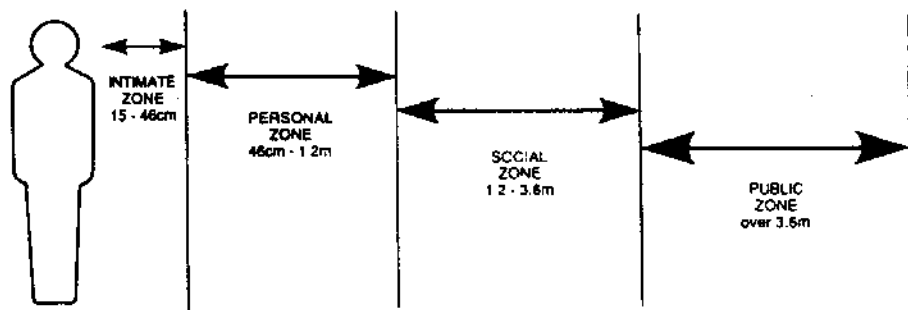 INTIMATE
ZONE
15 - 46cm
PERSONAL
ZONE
46cm - 1 2m
SOCIAL
ZONE
1 2 - 3.6m
PUBLIC
ZONE
over 3.6m